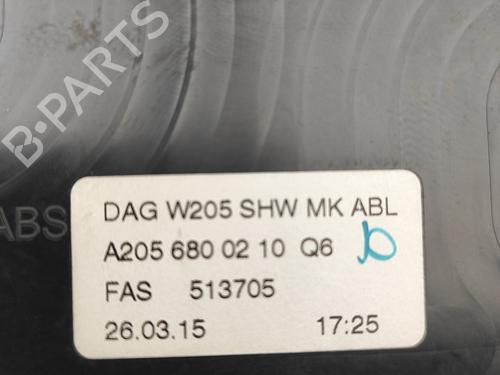 B-PARTS
ABS
DAG W205 SHW MK ABL
A205 680 02 10 Q6
FAS 513705
26.03.15 17:25